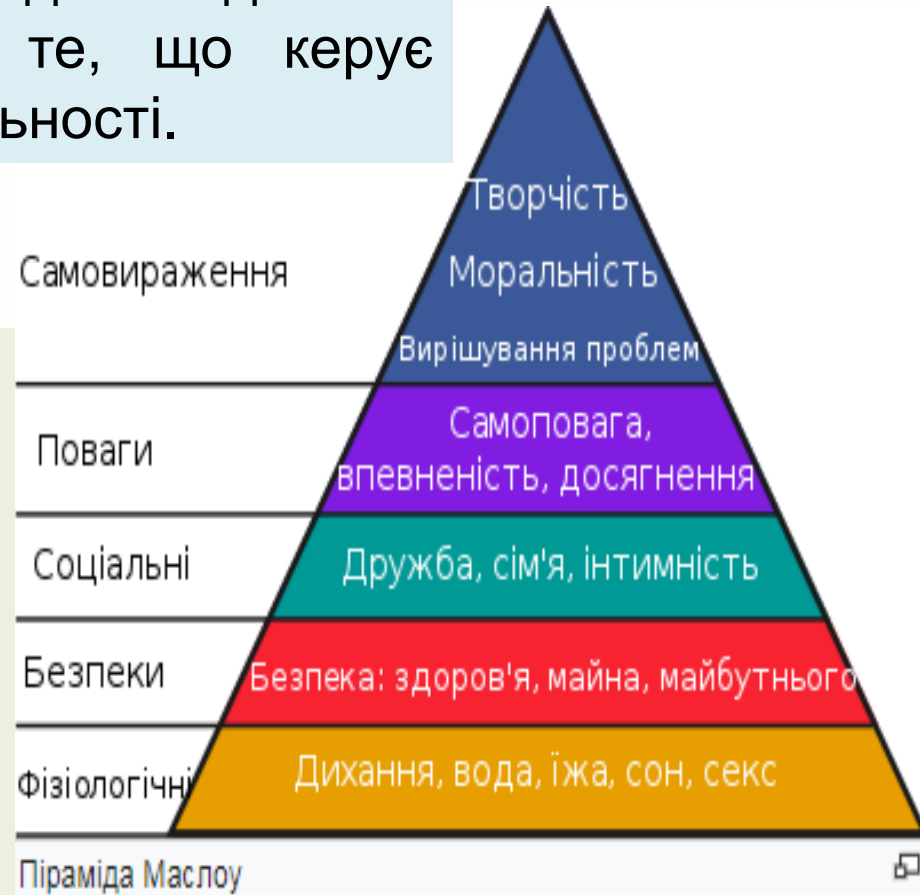 те, що керує
Творчість
Моральність
Вирішування проблем
Самовираження
Самоповага,
впевненість, досягнення
Поваги
Дружба, сім'я, інтимність
Соціальні
Безпека: здоров'я, майна, майбутнього
Безпеки
Дихання, вода, їжа, сон, секс
Фізіологічні
Піраміда Маслоу